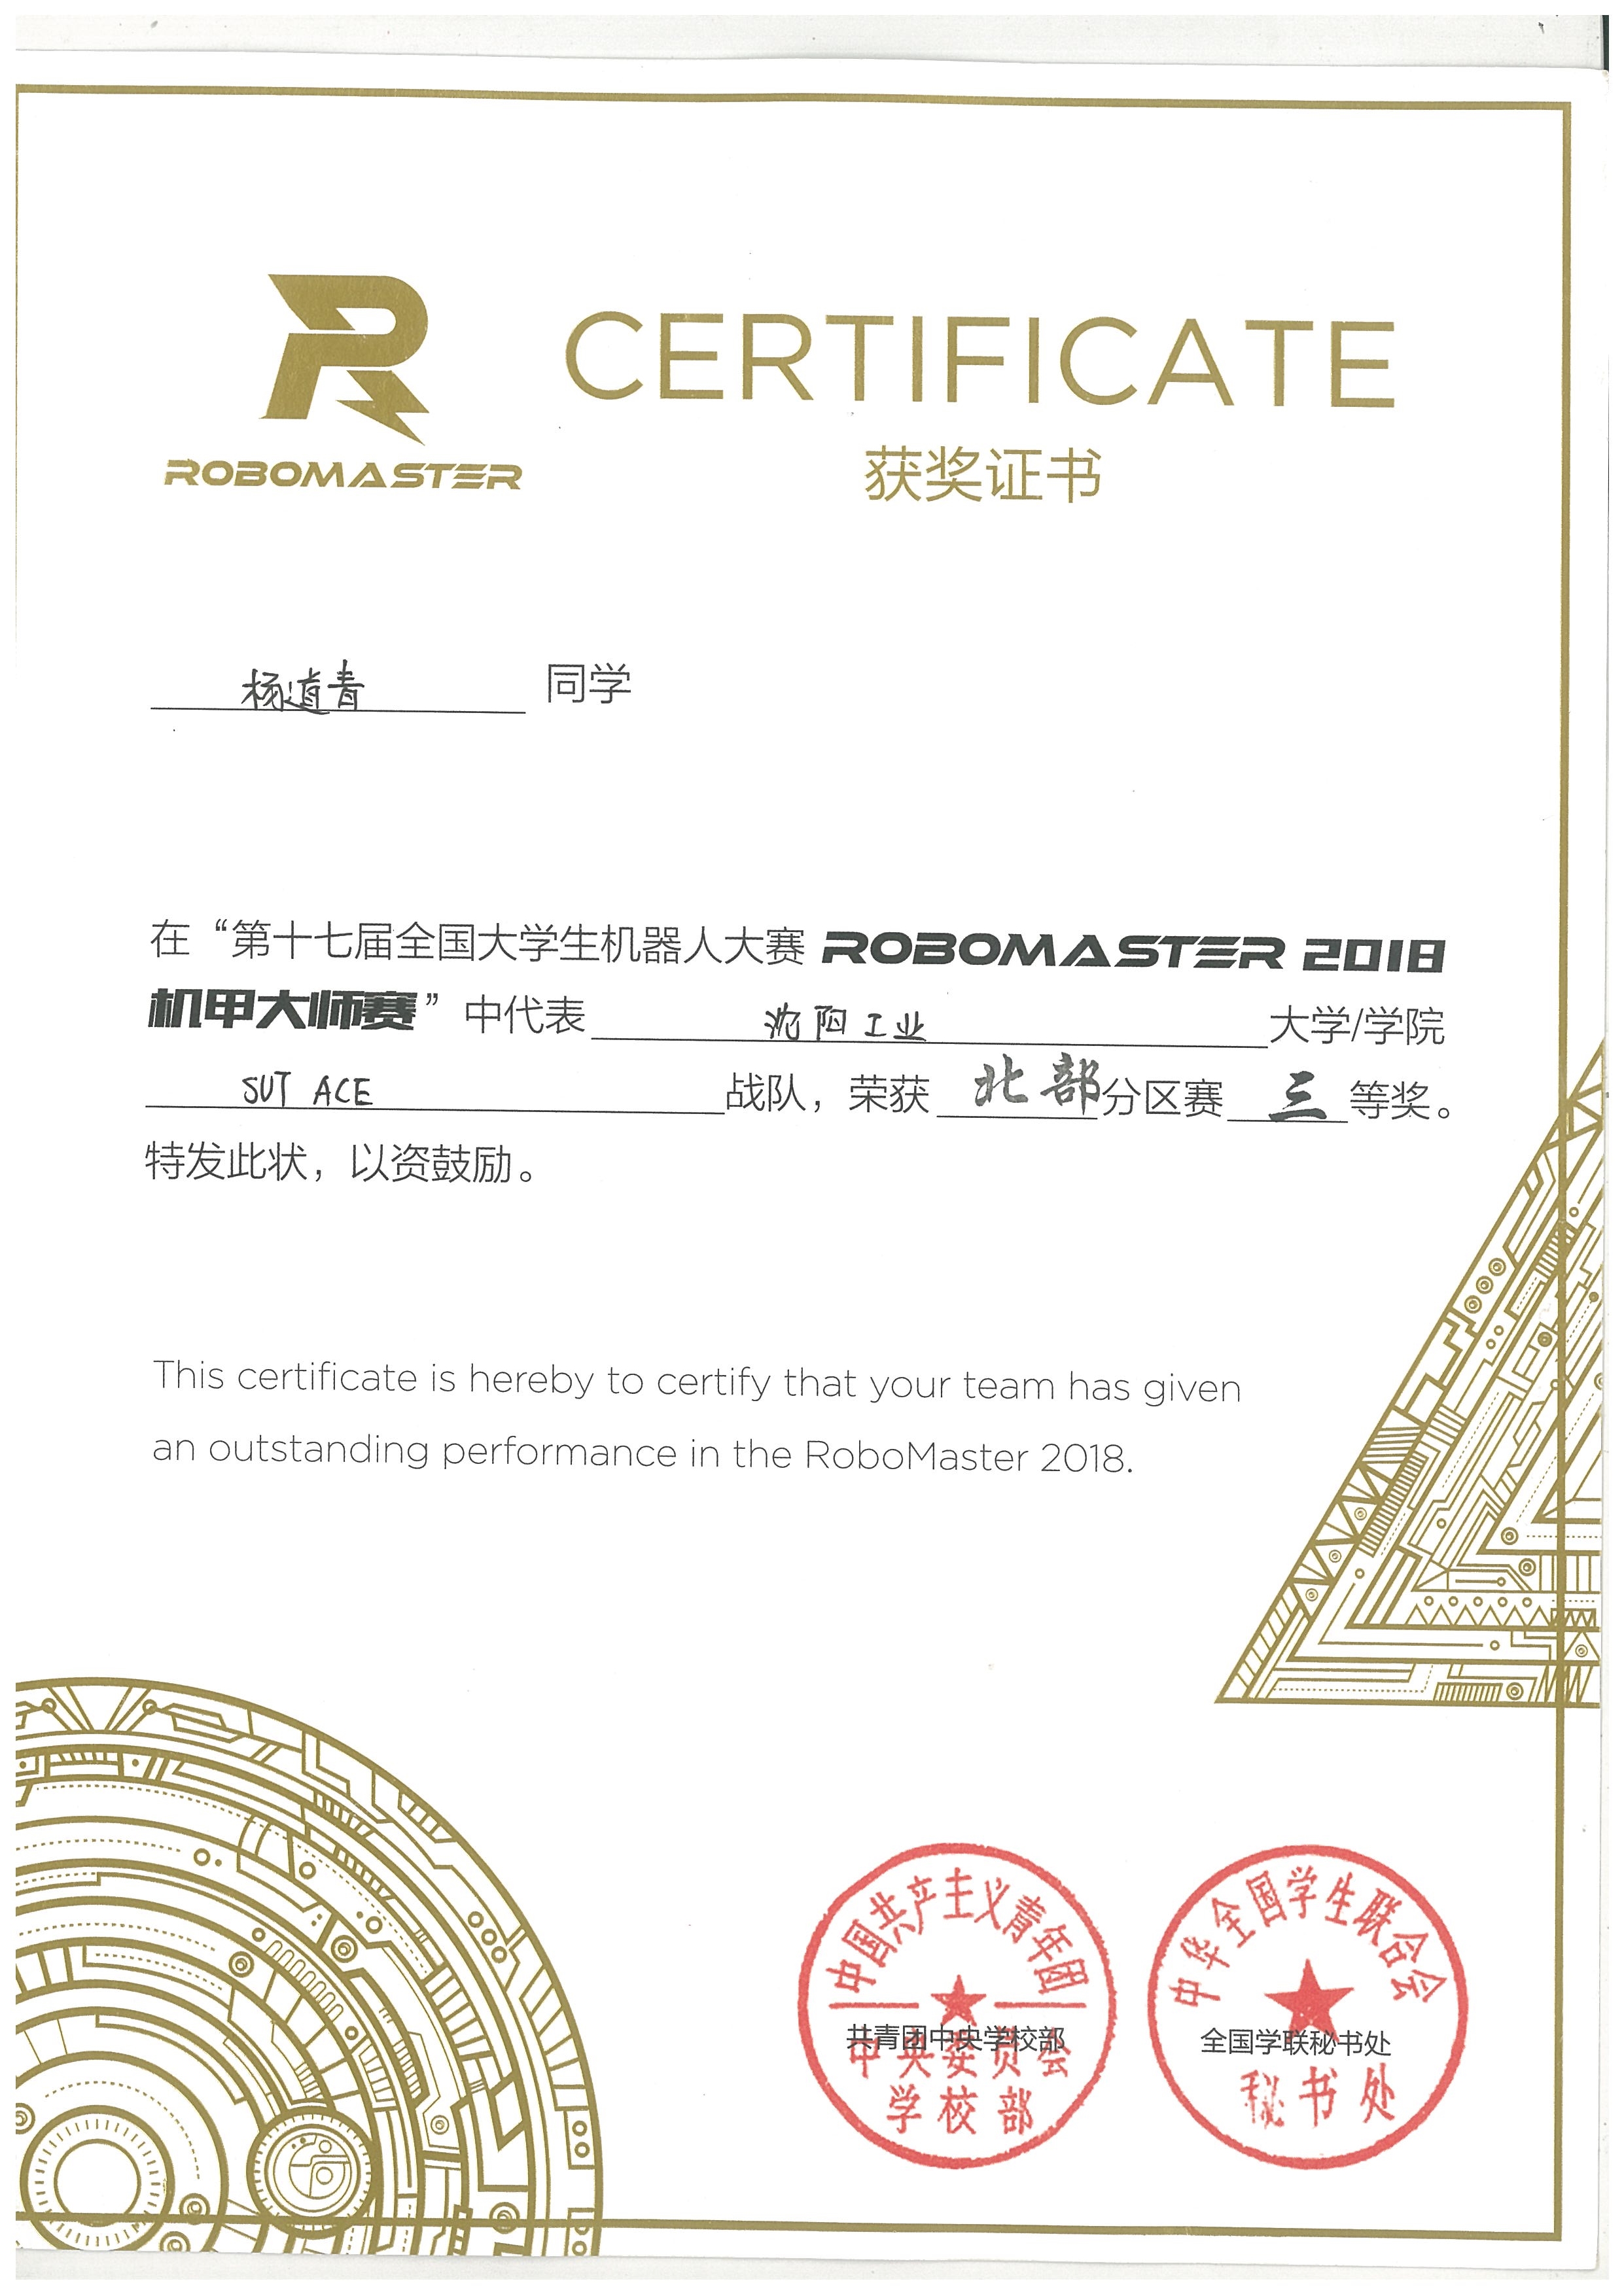 ROBOMASTER
CERTIFICATE
获奖证书
杨道青 同学
在“第十七届全国大学生机器人大赛 ROBOMASTER 2018
机甲大师赛”中代表 沈阳工业 大学/学院
SUT ACE 战队，荣获 北部 分区赛 三 等奖。
特发此状，以资鼓励。
This certificate is hereby to certify that your team has given
an outstanding performance in the RoboMaster 2018.
中国共产主义青年团
共青团中央学校部
中央委员会
学校部
中华全国学生联合会
全国学联秘书处
秘书处